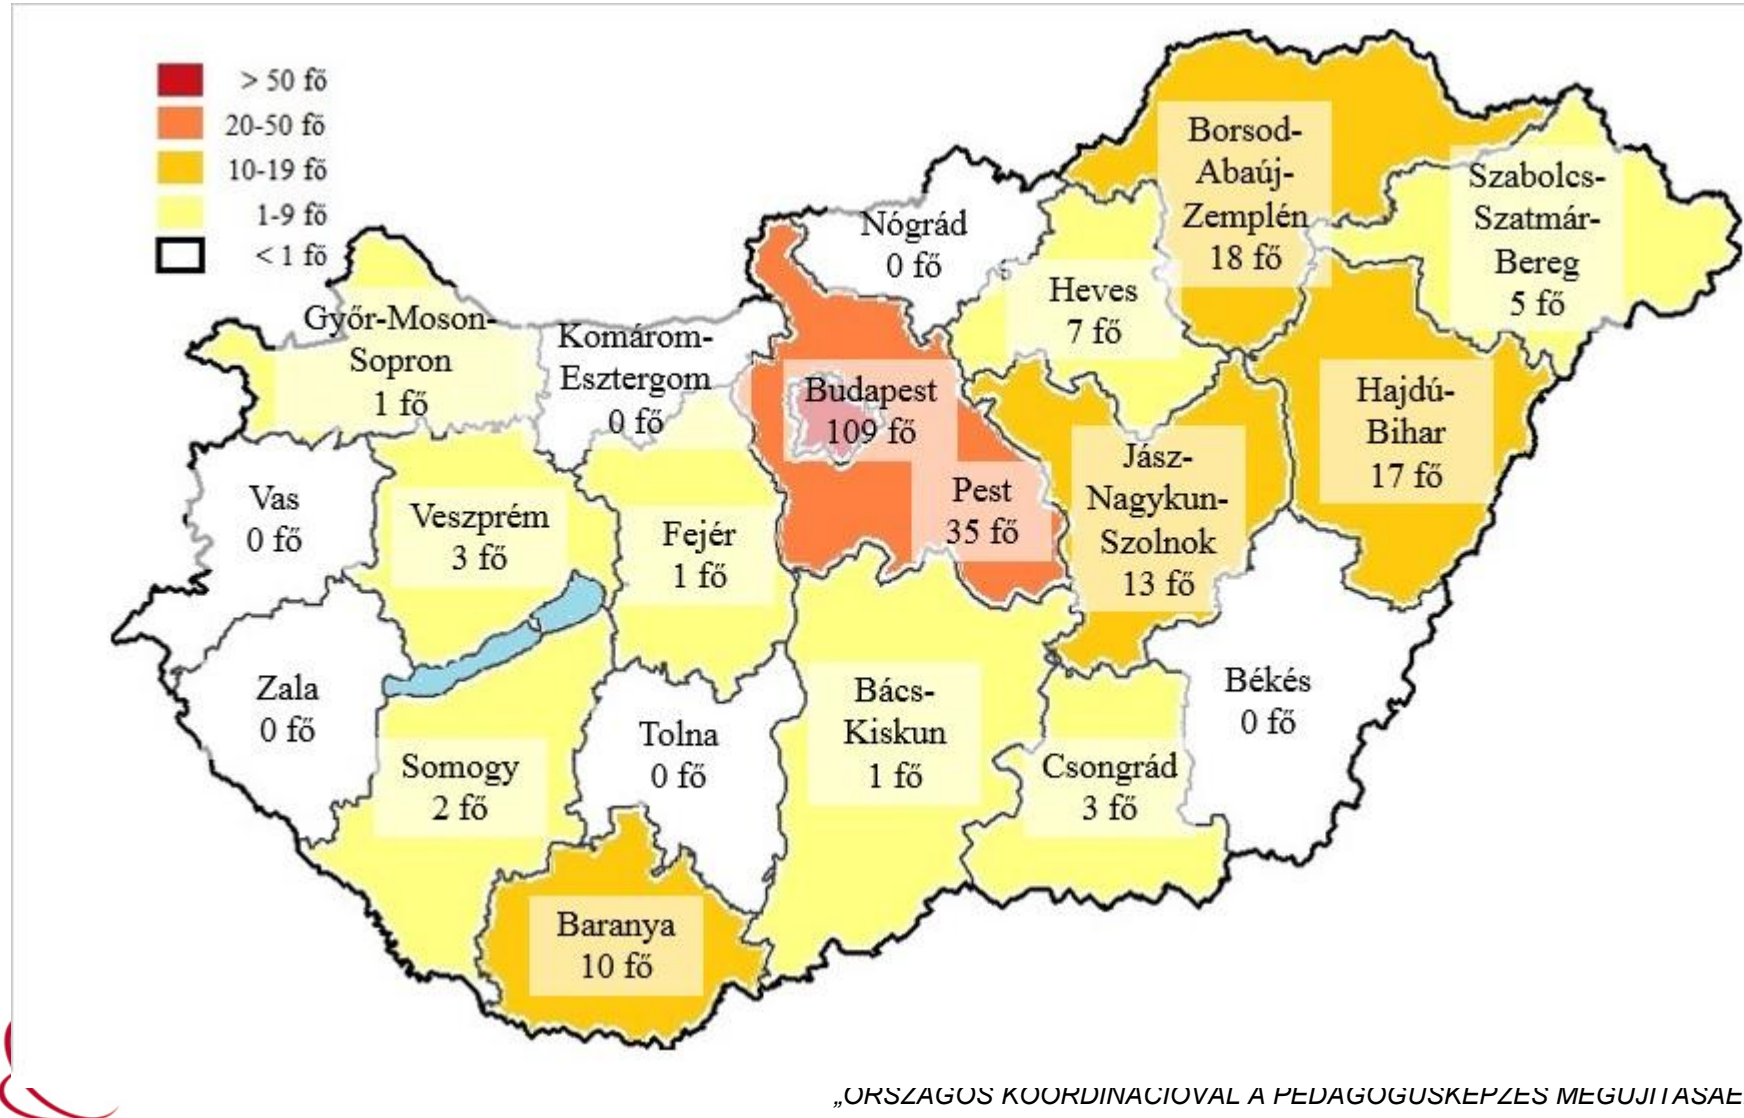 > 50 fő
20-50 fő
10-19 fő
1-9 fő
< 1 fő
Borsod-
Abaúj-
Zemplén
18 fő
Szabolcs-
Szatmár-
Bereg
5 fő
Nógrád
0 fő
Heves
7 fő
Győr-Moson-
Sopron
1 fő
Komárom-
Esztergom
0 fő
Budapest
109 fő
Pest
35 fő
Jász-
Nagykun-
Szolnok
13 fő
Hajdú-
Bihar
17 fő
Vas
0 fő
Veszprém
3 fő
Fejér
1 fő
Zala
0 fő
Somogy
2 fő
Tolna
0 fő
Bács-
Kiskun
1 fő
Csongrád
3 fő
Békés
0 fő
Baranya
10 fő
„ORSZÁGOS KOORDINÁCIÓVAL A PEDAGÓGUSKÉPZÉS